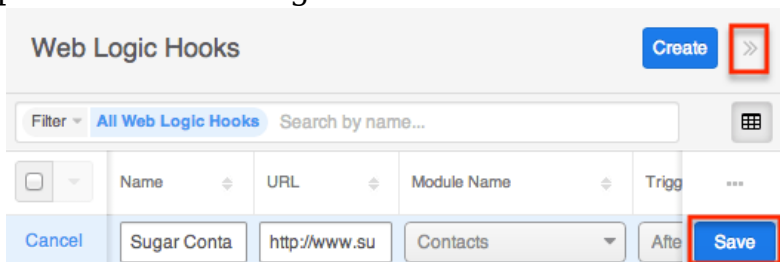 Web Logic Hooks Create
Filter All Web Logic Hooks Search by name...
Name URL Module Name Trigg
Cancel Sugar Conta http://www.su Contacts Afte Save